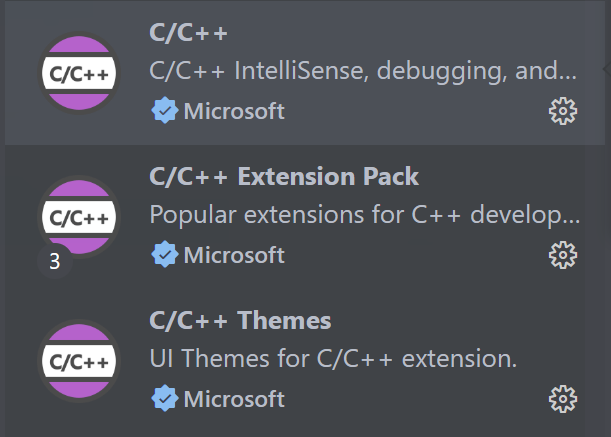 C/C++
C/C++
C/C++ IntelliSense, debugging, and...
Microsoft
C/C++ Extension Pack
C/C++
Popular extensions for C++ develop...
3
Microsoft
C/C++ Themes
C/C++
UI Themes for C/C++ extension.
Microsoft